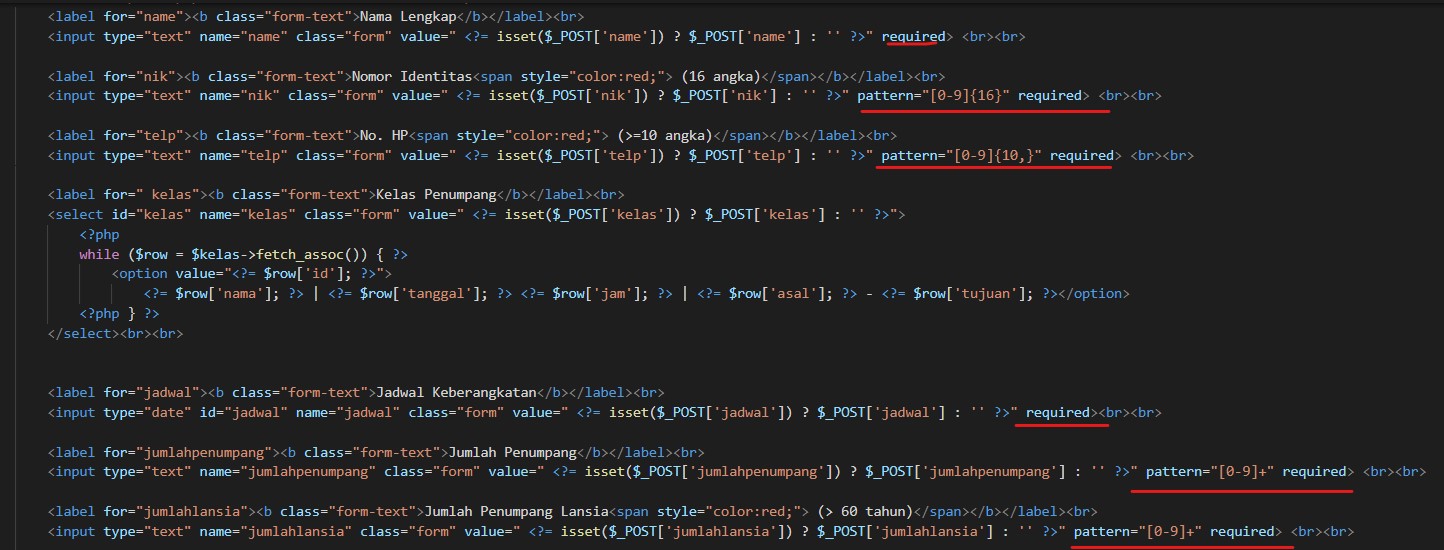 <label for="name"><b class="form-text">Nama Lengkap</b></label><br>
<input type="text" name="name" class="form" value=" <?= isset($_POST['name']) ? $_POST['name'] : '' ?>" required> <br><br>
<label for="nik"><b class="form-text">Nomor Identitas<span style="color:red;"> (16 angka)</span></b></label><br>
<input type="text" name="nik" class="form" value=" <?= isset($_POST['nik']) ? $_POST['nik'] : '' ?>" pattern="[0-9]{16}" required> <br><br>
<label for="telp"><b class="form-text">No. HP<span style="color:red;"> (>=10 angka)</span></b></label><br>
<input type="text" name="telp" class="form" value=" <?= isset($_POST['telp']) ? $_POST['telp'] : '' ?>" pattern="[0-9]{10,}" required> <br><br>
<label for=" kelas"><b class="form-text">Kelas Penumpang</b></label><br>
<select id="kelas" name="kelas" class="form" value=" <?= isset($_POST['kelas']) ? $_POST['kelas'] : '' ?>">
<?php
while ($row = $kelas->fetch_assoc()) { ?>
<option value="<?= $row['id']; ?>">
<?= $row['nama']; ?> | <?= $row['tanggal']; ?> <?= $row['jam']; ?> | <?= $row['asal']; ?> - <?= $row['tujuan']; ?></option>
<?php } ?>
</select><br><br>
<label for="jadwal"><b class="form-text">Jadwal Keberangkatan</b></label><br>
<input type="date" id="jadwal" name="jadwal" class="form" value=" <?= isset($_POST['jadwal']) ? $_POST['jadwal'] : '' ?>" required><br><br>
<label for="jumlahpenumpang"><b class="form-text">Jumlah Penumpang</b></label><br>
<input type="text" name="jumlahpenumpang" class="form" value=" <?= isset($_POST['jumlahpenumpang']) ? $_POST['jumlahpenumpang'] : '' ?>" pattern="[0-9]+" required> <br><br>
<label for="jumlahlansia"><b class="form-text">Jumlah Penumpang Lansia<span style="color:red;"> (> 60 tahun)</span></b></label><br>
<input type="text" name="jumlahlansia" class="form" value=" <?= isset($_POST['jumlahlansia']) ? $_POST['jumlahlansia'] : '' ?>" pattern="[0-9]+" required> <br><br>